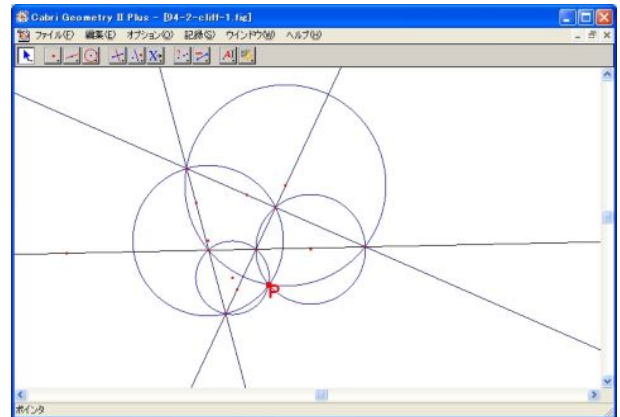 Cabri Geometry II Plus - [94-2-cliff-1.fig]
ファイル(F) 編集(E) オプション(O) 記録(S) ウインドウ(W) ヘルプ(H)
P
ポインタ